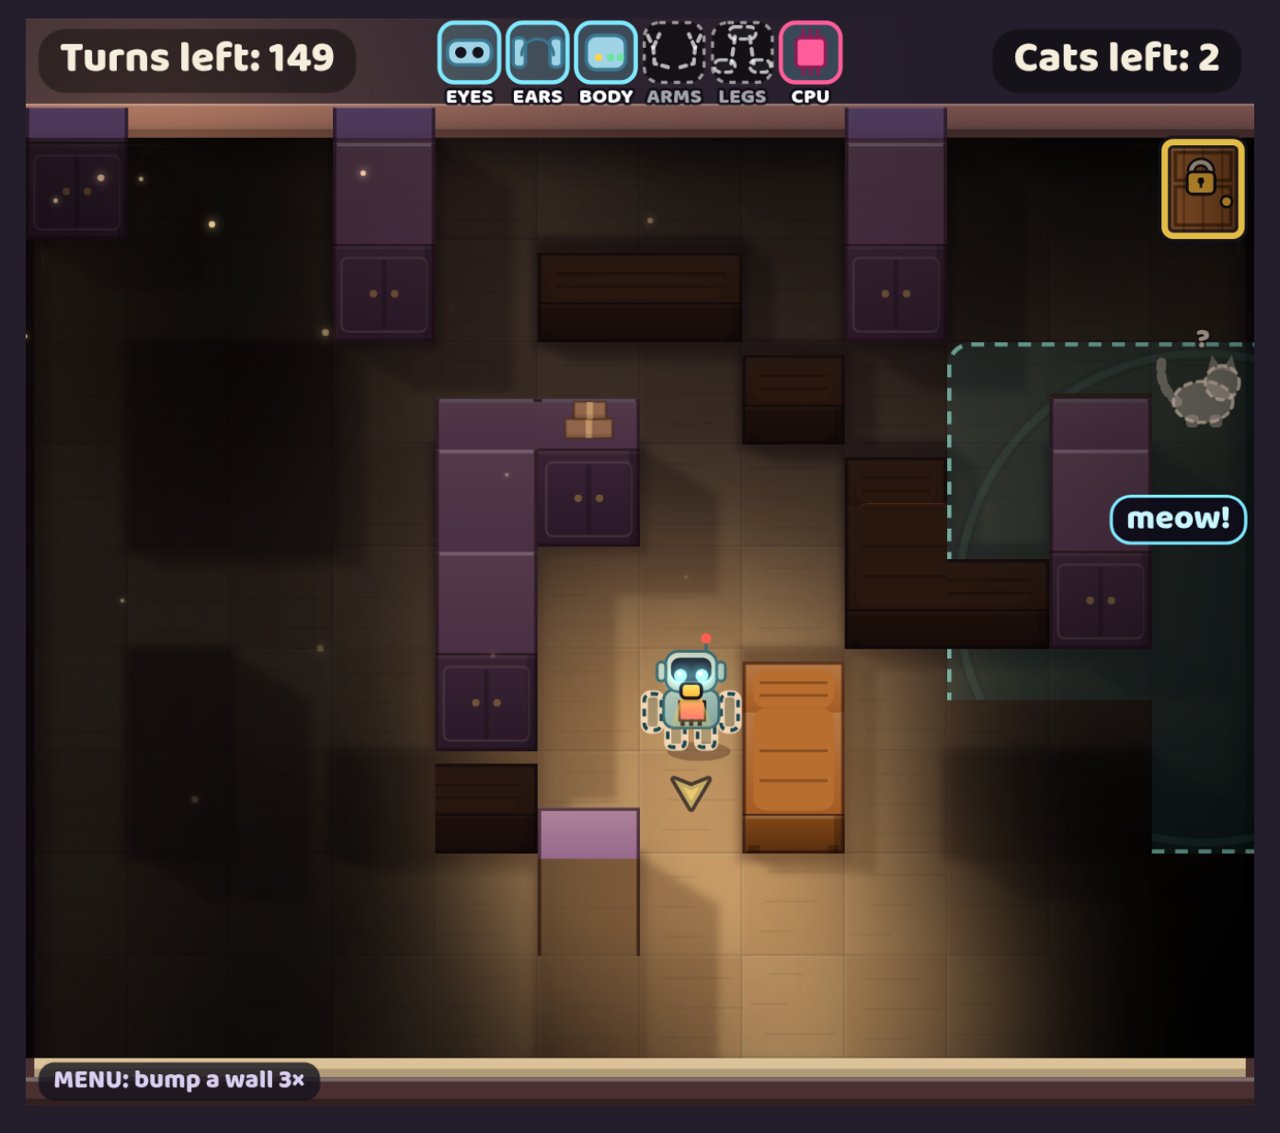 Turns left: 149
EYES
EARS
BODY
ARMS
LEGS
CPU
Cats left: 2
?
meow!
MENU: bump a wall 3×